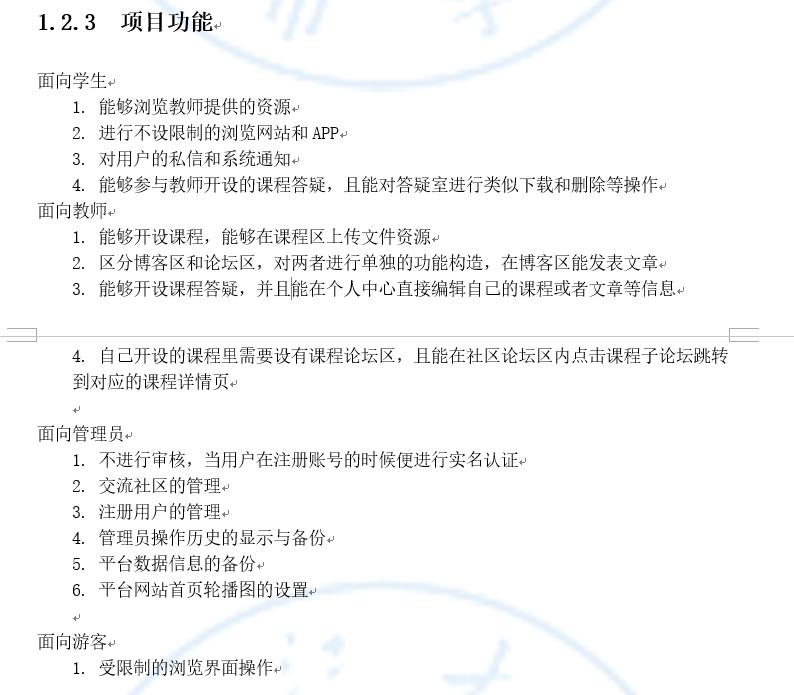 1.2.3 项目功能
面向学生
1. 能够浏览教师提供的资源
2. 进行不设限制的浏览网站和 APP
3. 对用户的私信和系统通知
4. 能够参与教师开设的课程答疑，且能对答疑室进行类似下载和删除等操作
面向教师
1. 能够开设课程，能够在课程区上传文件资源
2. 区分博客区和论坛区，对两者进行单独的功能构造，在博客区能发表文章
3. 能够开设课程答疑，并且能在个人中心直接编辑自己的课程或者文章等信息
4. 自己开设的课程里需要设有课程论坛区，且能在社区论坛区内点击课程子论坛跳转
到对应的课程详情页
面向管理员
1. 不进行审核，当用户在注册账号的时候便进行实名认证
2. 交流社区的管理
3. 注册用户的管理
4. 管理员操作历史的显示与备份
5. 平台数据信息的备份
6. 平台网站首页轮播图的设置
面向游客
1. 受限制的浏览界面操作